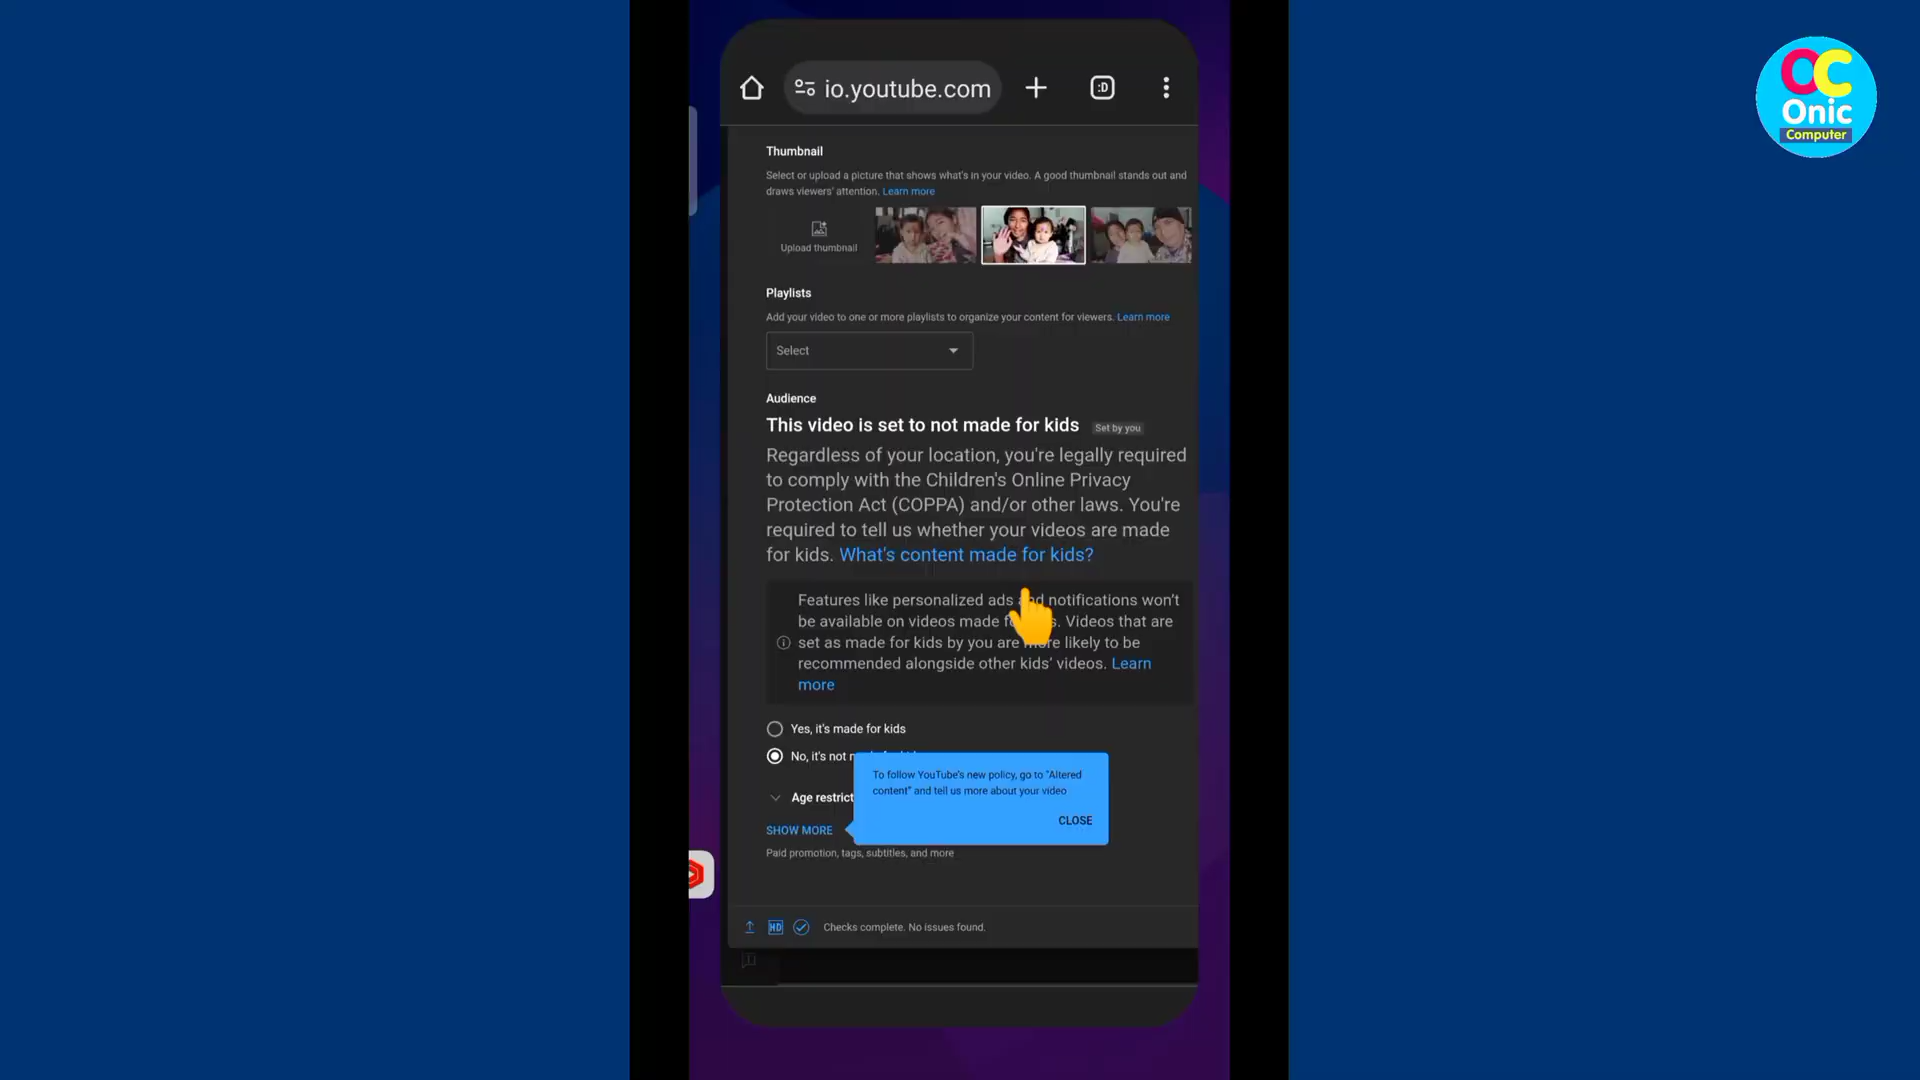 :D
io.youtube.com
OC
Onic
Computer
Thumbnail
Select or upload a picture that shows what's in your video. A good thumbnail stands out and
draws viewers' attention. Learn more
Upload thumbnail
Playlists
Add your video to one or more playlists to organize your content for viewers. Learn more
Select
Audience
This video is set to not made for kids Set by you
Regardless of your location, you're legally required
to comply with the Children's Online Privacy
Protection Act (COPPA) and/or other laws. You're
required to tell us whether your videos are made
for kids. What's content made for kids?
Features like personalized ads and notifications won't
be available on videos made. Videos that are
set as made for kids by you are more likely to be
recommended alongside other kids' videos. Learn
more
Yes, it's made for kids
No, it's not
To follow YouTube's new policy, go to "Altered
content" and tell us more about your video
CLOSE
Age restrict
SHOW MORE
Paid promotion, tags, subtitles, and more
HD
Checks complete. No issues found.